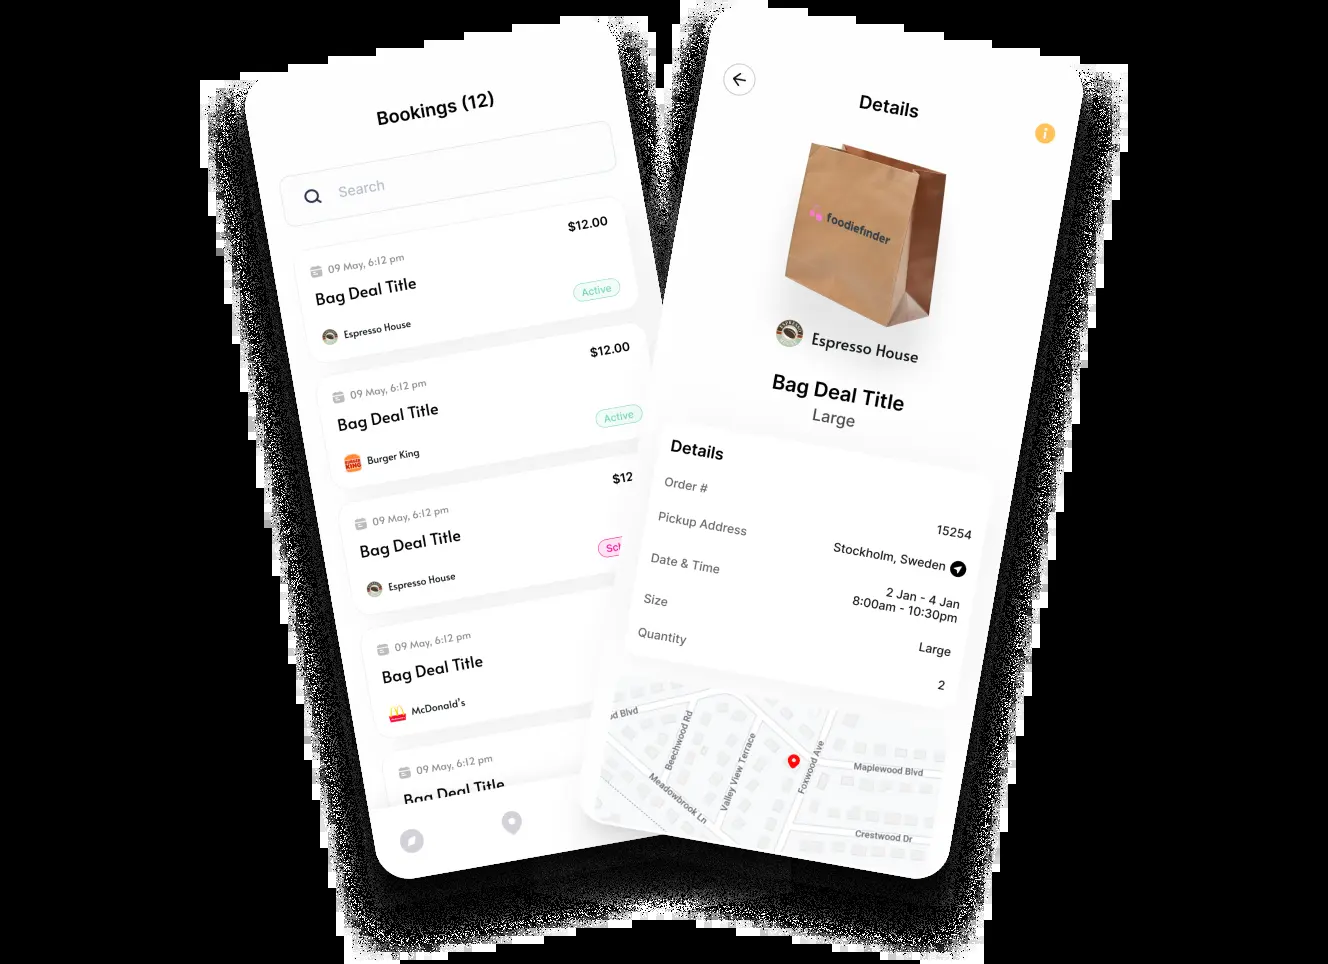 Bookings (12)
Search
$12.00
09 May, 6:12 pm
Bag Deal Title
Active
Espresso House
$12.00
09 May, 6:12 pm
Bag Deal Title
Active
Burger King
$12
09 May, 6:12 pm
Bag Deal Title
Sch
Espresso House
09 May, 6:12 pm
Bag Deal Title
McDonald's
09 May, 6:12 pm
Bag Deal Title
Details
i
foodiefinder
Espresso House
Bag Deal Title
Large
Details
Order #
15254
Pickup Address
Stockholm, Sweden
Date & Time
2 Jan - 4 Jan
8:00am - 10:30pm
Size
Large
Quantity
2
Blvd
Beechwood Rd
Meadowbrook Ln
Valley View Terrace
Foxwood Ave
Maplewood Blvd
Crestwood Dr